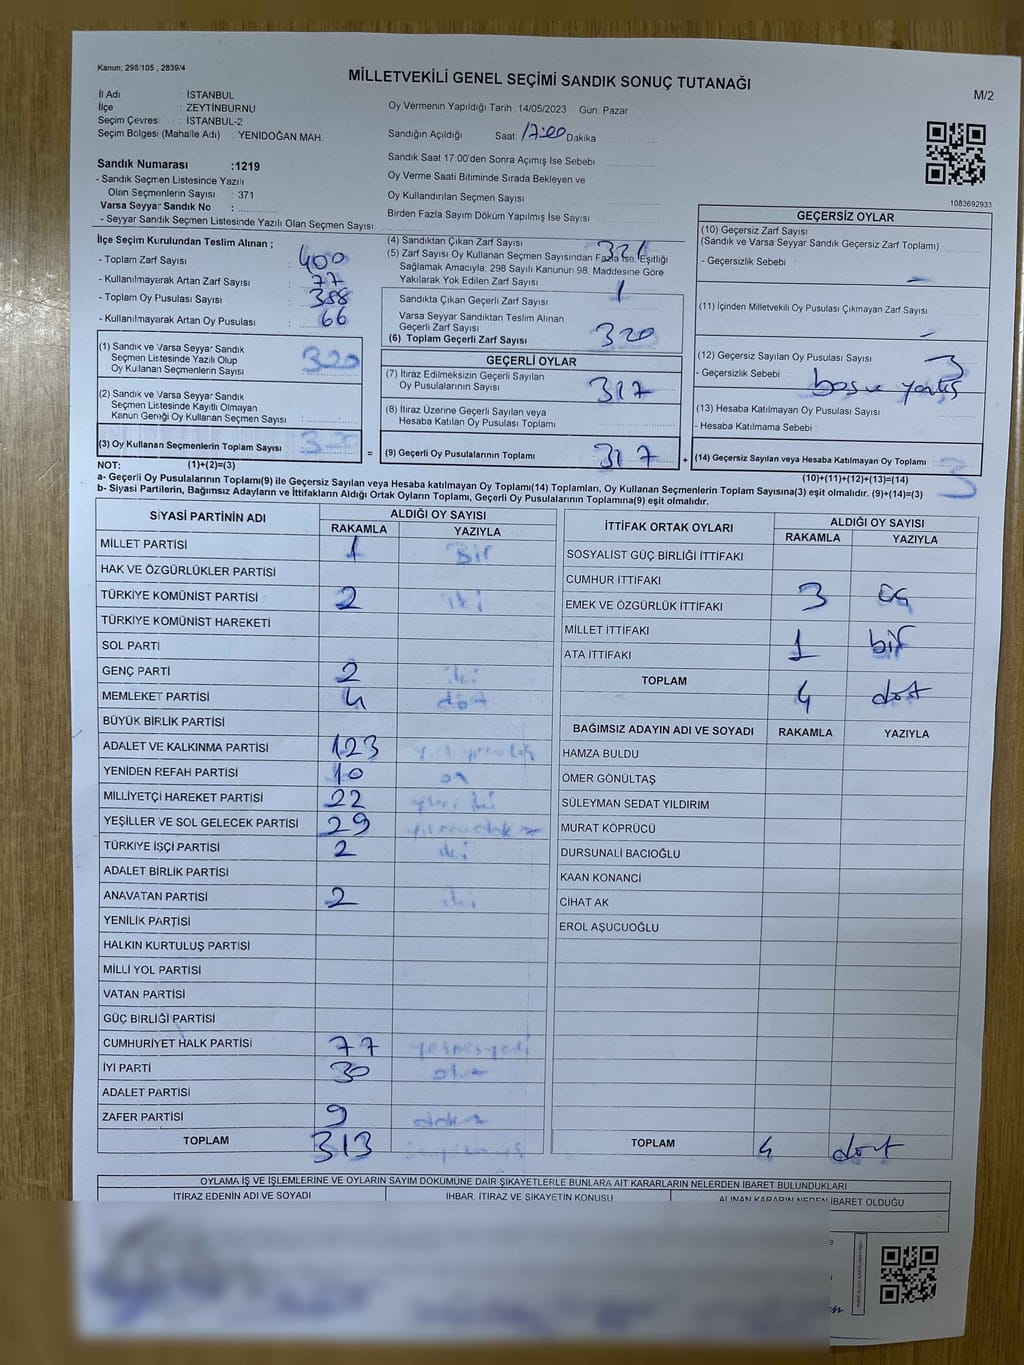 Kanun, 298/105 , 2839/4
MİLLETVEKİLİ GENEL SEÇİMİ SANDIK SONUÇ TUTANAĞI
M/2
İl Adı : İSTANBUL
İlçe : ZEYTİNBURNU
Seçim Çevres : İSTANBUL-2
Seçim Bölgesi (Mahalle Adı) : YENİDOĞAN MAH.
Oy Vermenin Yapıldığı Tarih : 14/05/2023 Gün : Pazar
Sandığın Açıldığı Saat 17:00 Dakika
Sandık Saat 17:00'den Sonra Açımış İse Sebebi
Oy Verme Saati Bitiminde Sırada Bekleyen ve
Oy Kullandırılan Seçmen Sayısı
Birden Fazla Sayım Döküm Yapılmış İse Sayısı
1083692933
Sandık Numarası :1219
- Sandık Seçmen Listesinde Yazılı
Olan Seçmenlerin Sayısı : 371
Varsa Seyyar Sandık No :
- Seyyar Sandık Seçmen Listesinde Yazılı Olan Seçmen Sayısı:
İlçe Seçim Kurulundan Teslim Alınan ;
- Toplam Zarf Sayısı : 400
- Kullanılmayarak Artan Zarf Sayısı : 77
- Toplam Oy Pusulası Sayısı : 388
- Kullanılmayarak Artan Oy Pusulası : 66
(1) Sandık ve Varsa Seyyar Sandık
Seçmen Listesinde Yazılı Olup
Oy Kullanan Seçmenlerin Sayısı : 320
(2) Sandık ve Varsa Seyyar Sandık
Seçmen Listesinde Kayıtlı Olmayan
Kanun Gereği Oy Kullanan Seçmen Sayısı :
(3) Oy Kullanan Seçmenlerin Toplam Sayısı :
(4) Sandıktan Çıkan Zarf Sayısı : 321
(5) Zarf Sayısı Oy Kullanan Seçmen Sayısından Fazla İse, Eşitliği
Sağlamak Amacıyla; 298 Sayılı Kanunun 98. Maddesine Göre
Yakılarak Yok Edilen Zarf Sayısı : 1
Sandıkta Çıkan Geçerli Zarf Sayısı :
Varsa Seyyar Sandıktan Teslim Alınan
Geçerli Zarf Sayısı :
(6) Toplam Geçerli Zarf Sayısı : 320
GEÇERLİ OYLAR
(7) İtiraz Edilmeksizin Geçerli Sayılan
Oy Pusulalarının Sayısı : 317
(8) İtiraz Üzerine Geçerli Sayılan veya
Hesaba Katılan Oy Pusulası Toplamı :
= (9) Geçerli Oy Pusulalarının Toplamı : 317
GEÇERSİZ OYLAR
(10) Geçersiz Zarf Sayısı
(Sandık ve Varsa Seyyar Sandık Geçersiz Zarf Toplamı) :
- Geçersizlik Sebebi : -
(11) İçinden Milletvekili Oy Pusulası Çıkmayan Zarf Sayısı : -
(12) Geçersiz Sayılan Oy Pusulası Sayısı : 3
- Geçersizlik Sebebi :
(13) Hesaba Katılmayan Oy Pusulası Sayısı :
- Hesaba Katılmama Sebebi :
+ (14) Geçersiz Sayılan veya Hesaba Katılmayan Oy Toplamı : 3
(10)+(11)+(12)+(13)=(14)
NOT: (1)+(2)=(3)
a- Geçerli Oy Pusulasının Toplamı(9) ile Geçersiz Sayılan veya Hesaba katılmayan Oy Toplamı(14) Toplamları, Oy Kullanan Seçmenlerin Toplam Sayısına(3) eşit olmalıdır. (9)+(14)=(3)
b- Siyasi Partilerin, Bağımsız Adayların ve İttifakların Aldığı Ortak Oyların Toplamı, Geçerli Oy Pusulalarının Toplamına(9) eşit olmalıdır.
SİYASİ PARTİNİN ADI ALDIĞI OY SAYISI
RAKAMLA YAZIYLA
MİLLET PARTİSİ 1 Bir
HAK VE ÖZGÜRLÜKLER PARTİSİ
TÜRKİYE KOMÜNİST PARTİSİ 2 iki
TÜRKİYE KOMÜNİST HAREKETİ
SOL PARTİ
GENÇ PARTİ 2 iki
MEMLEKET PARTİSİ 4 dört
BÜYÜK BİRLİK PARTİSİ
ADALET VE KALKINMA PARTİSİ 123
YENİDEN REFAH PARTİSİ 10 on
MİLLİYETÇİ HAREKET PARTİSİ 22
YEŞİLLER VE SOL GELECEK PARTİSİ 29
TÜRKİYE İŞÇİ PARTİSİ 2 iki
ADALET BİRLİK PARTİSİ
ANAVATAN PARTİSİ 2 iki
YENİLİK PARTİSİ
HALKIN KURTULUŞ PARTİSİ
MİLLİ YOL PARTİSİ
VATAN PARTİSİ
GÜÇ BİRLİĞİ PARTİSİ
CUMHURİYET HALK PARTİSİ 77 yetmişyedi
İYİ PARTİ 30 otuz
ADALET PARTİSİ
ZAFER PARTİSİ 9
TOPLAM 313
İTTİFAK ORTAK OYLARI ALDIĞI OY SAYISI
RAKAMLA YAZIYLA
SOSYALİST GÜÇ BİRLİĞİ İTTİFAKI
CUMHUR İTTİFAKI
EMEK VE ÖZGÜRLÜK İTTİFAKI 3 üç
MİLLET İTTİFAKI
ATA İTTİFAKI 1 bir
TOPLAM 4 dört
BAĞIMSIZ ADAYIN ADI VE SOYADI RAKAMLA YAZIYLA
HAMZA BULDU
ÖMER GÖNÜLTAŞ
SÜLEYMAN SEDAT YILDIRIM
MURAT KÖPRÜCÜ
DURSUNALİ BACIOĞLU
KAAN KONANCİ
CİHAT AK
EROL AŞUCUOĞLU
TOPLAM 4 dört
OYLAMA İŞ VE İŞLEMLERİNE VE OYLARIN SAYIM DÖKÜMÜNE DAİR ŞİKAYETLERLE BUNLARA AİT KARARLARIN NELERDEN İBARET BULUNDUKLARI
İTİRAZ EDENİN ADI VE SOYADI İHBAR, İTİRAZ VE ŞİKAYETİN KONUSU ALINAN KARARIN NEDEN İBARET OLDUĞU